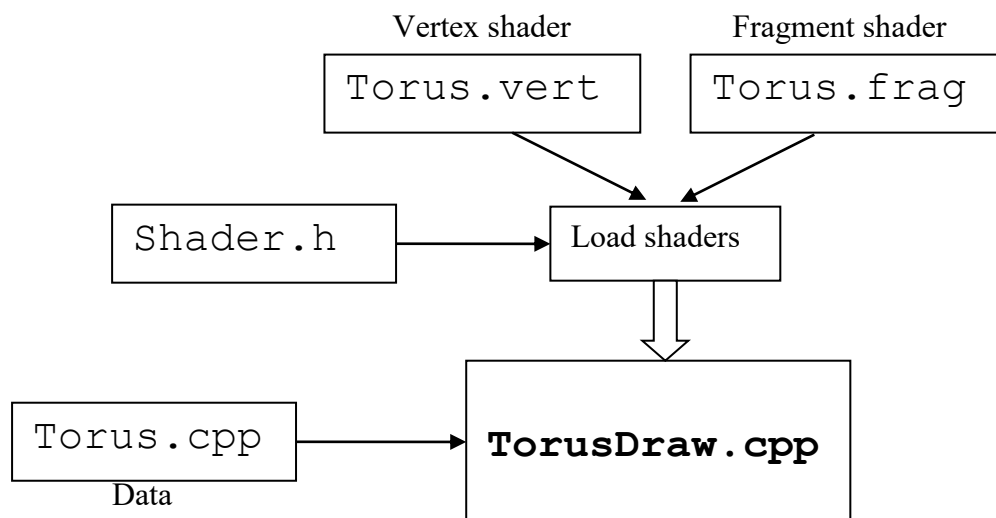 Vertex shader
Fragment shader
Torus.vert
Torus.frag
Shader.h
Load shaders
Torus.cpp
TorusDraw.cpp
Data